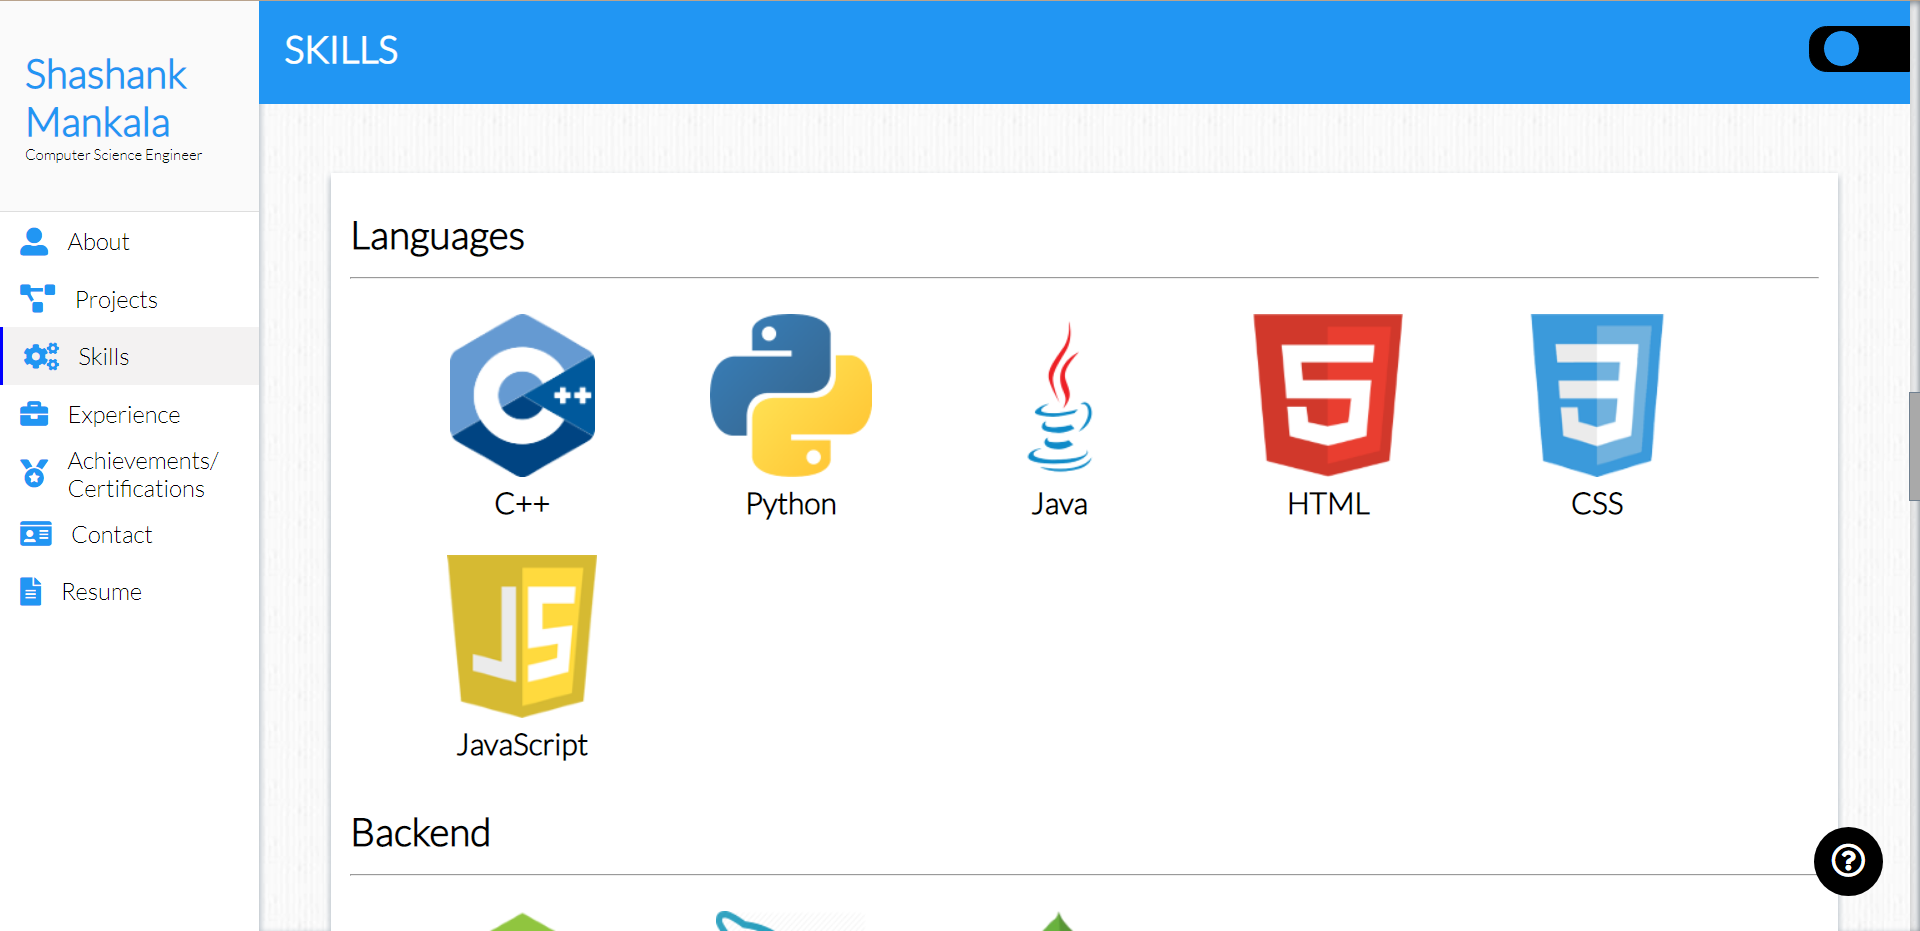 Shashank
Mankala
Computer Science Engineer
About
Projects
Skills
Experience
Achievements/
Certifications
Contact
Resume
SKILLS
Languages
C++
Python
Java
HTML
CSS
JavaScript
Backend